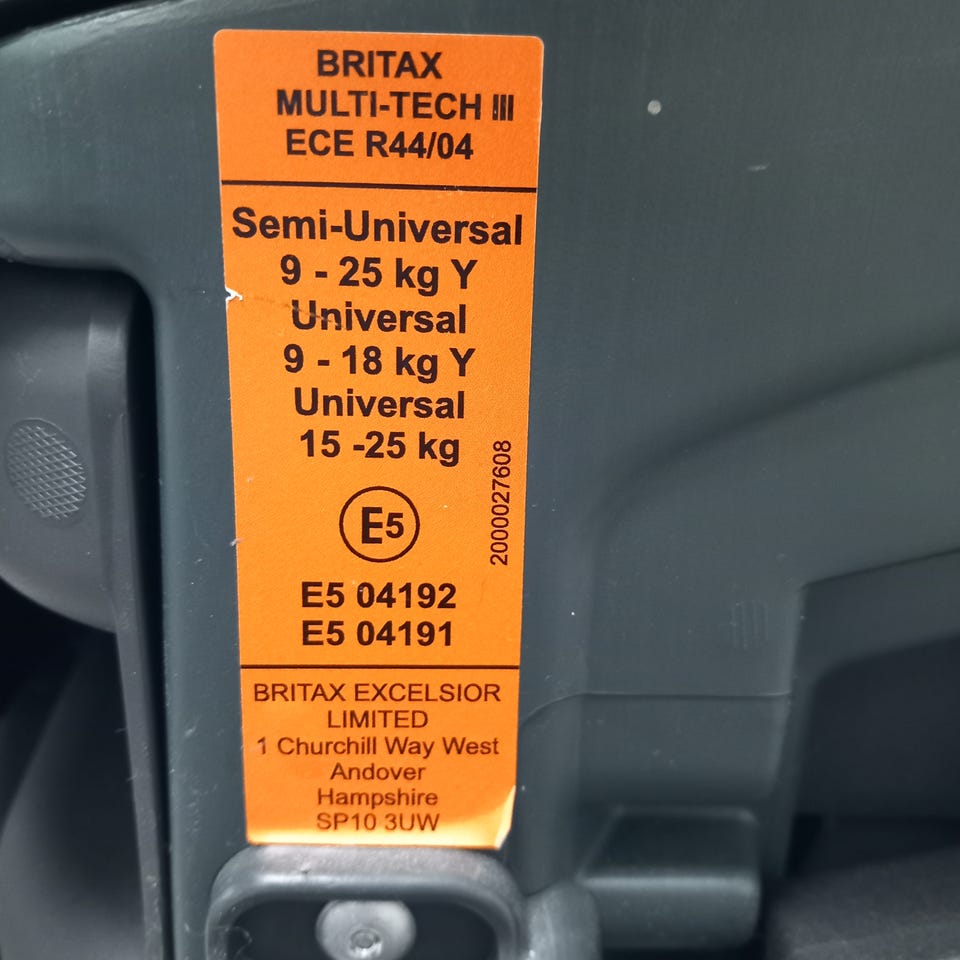 BRITAX
MULTI-TECH III
ECE R44/04
Semi-Universal
9 - 25 kg Y
Universal
9 - 18 kg Y
Universal
15 -25 kg
2000027608
E5
E5 04192
E5 04191
BRITAX EXCELSIOR
LIMITED
1 Churchill Way West
Andover
Hampshire
SP10 3UW